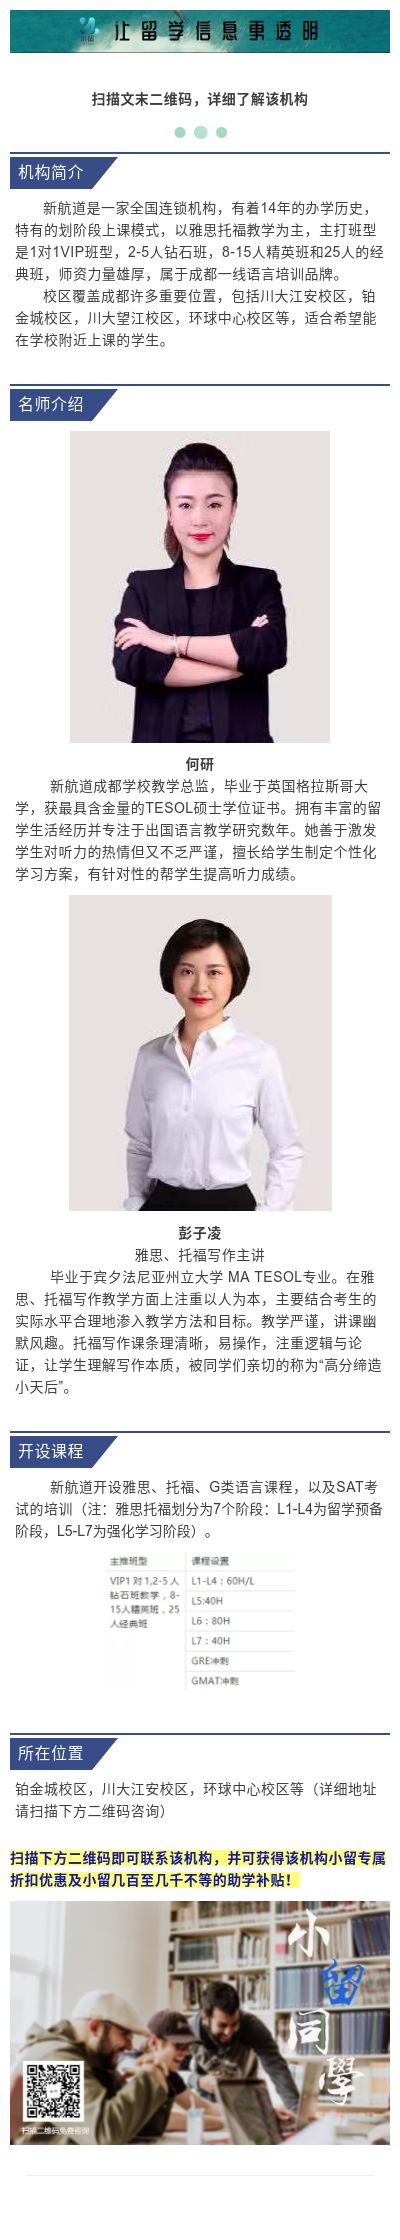 小留
让留学信息更透明
扫描文末二维码，详细了解该机构
机构简介
新航道是一家全国连锁机构，有着14年的办学历史，
特有的划阶段上课模式，以雅思托福教学为主，主打班型
是1对1VIP班型，2-5人钻石班，8-15人精英班和25人的经
典班，师资力量雄厚，属于成都一线语言培训品牌。
校区覆盖成都许多重要位置，包括川大江安校区，铂
金城校区，川大望江校区，环球中心校区等，适合希望能
在学校附近上课的学生。
名师介绍
何研
新航道成都学校教学总监，毕业于英国格拉斯哥大
学，获最具含金量的TESOL硕士学位证书。拥有丰富的留
学生活经历并专注于出国语言教学研究数年。她善于激发
学生对听力的热情但又不乏严谨，擅长给学生制定个性化
学习方案，有针对性的帮学生提高听力成绩。
彭子凌
雅思、托福写作主讲
毕业于宾夕法尼亚州立大学 MA TESOL专业。在雅
思、托福写作教学方面上注重以人为本，主要结合考生的
实际水平合理地渗入教学方法和目标。教学严谨，讲课幽
默风趣。托福写作课条理清晰，易操作，注重逻辑与论
证，让学生理解写作本质，被同学们亲切的称为“高分缔造
小天后”。
开设课程
新航道开设雅思、托福、G类语言课程，以及SAT考
试的培训（注：雅思托福划分为7个阶段：L1-L4为留学预备
阶段，L5-L7为强化学习阶段）。
主推班型 课程设置
VIP1对1,2-5人 L1-L4：60H/L
钻石班教学，8-
15人精英班，25 L5:40H
人经典班 L6：80H
L7：40H
GRE冲刺
GMAT冲刺
所在位置
铂金城校区，川大江安校区，环球中心校区等（详细地址
请扫描下方二维码咨询）
扫描下方二维码即可联系该机构，并可获得该机构小留专属
折扣优惠及小留几百至几千不等的助学补贴！
小留同學
扫描二维码免费咨询